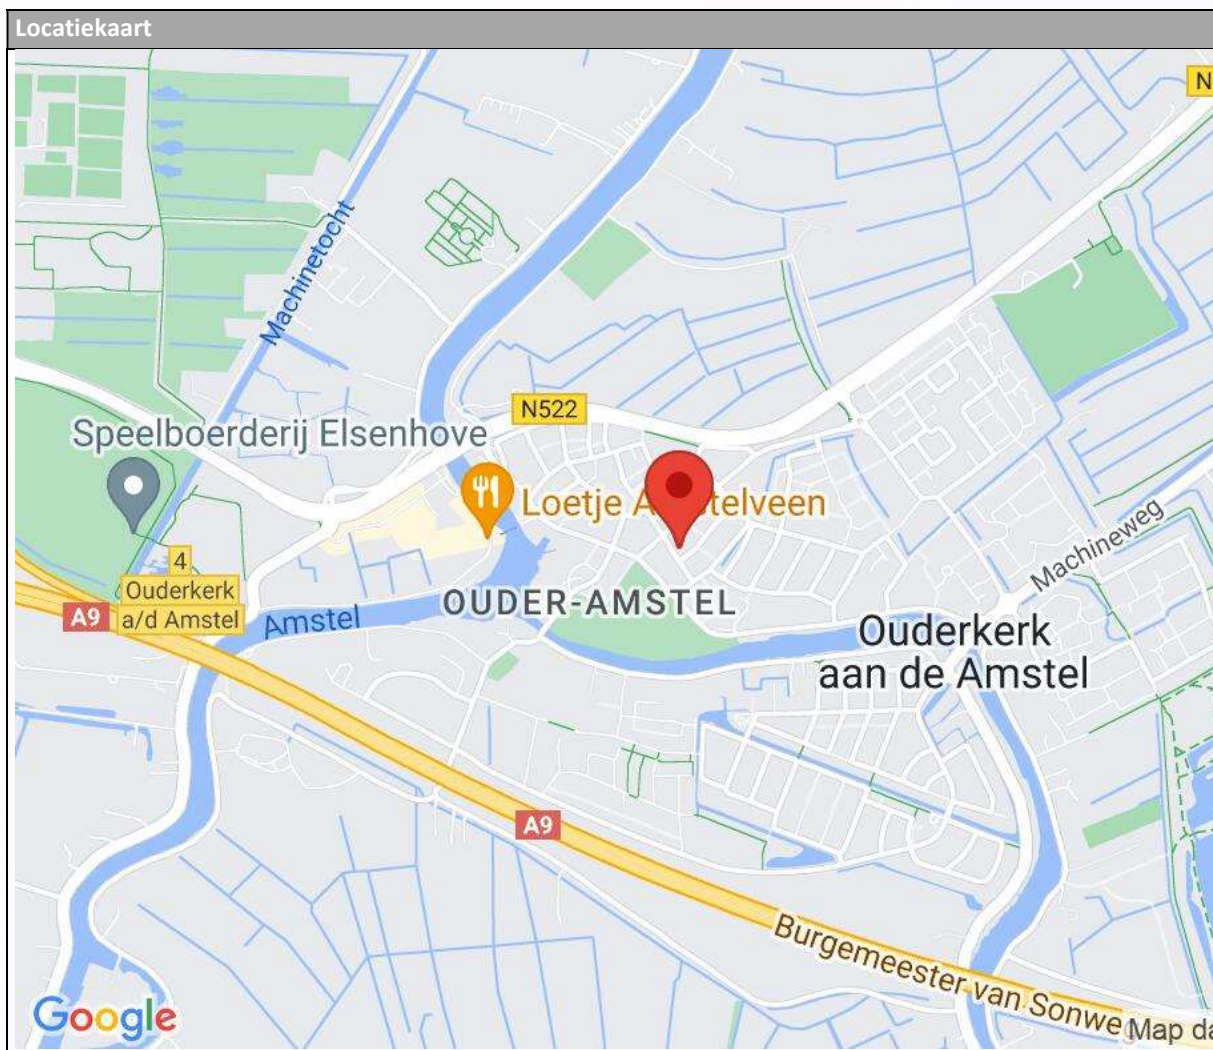 Locatiekaart
N
Machinetocht
N522
Speelboerderij Elsenhove
Loetje A stelveen
Machineweg
4
Ouderkerk
a/d Amstel
A9
Amstel
OUDER-AMSTEL
Ouderkerk
aan de Amstel
A9
Burgemeester van Sonwe
Google
Map da